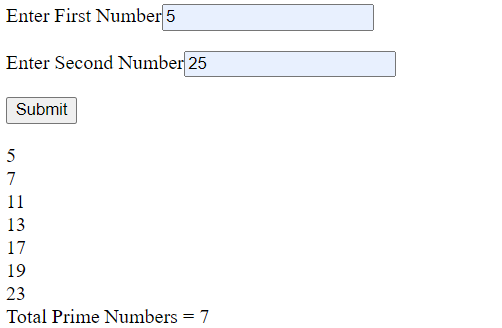 Enter First Number 5
Enter Second Number 25
Submit
5
7
11
13
17
19
23
Total Prime Numbers = 7